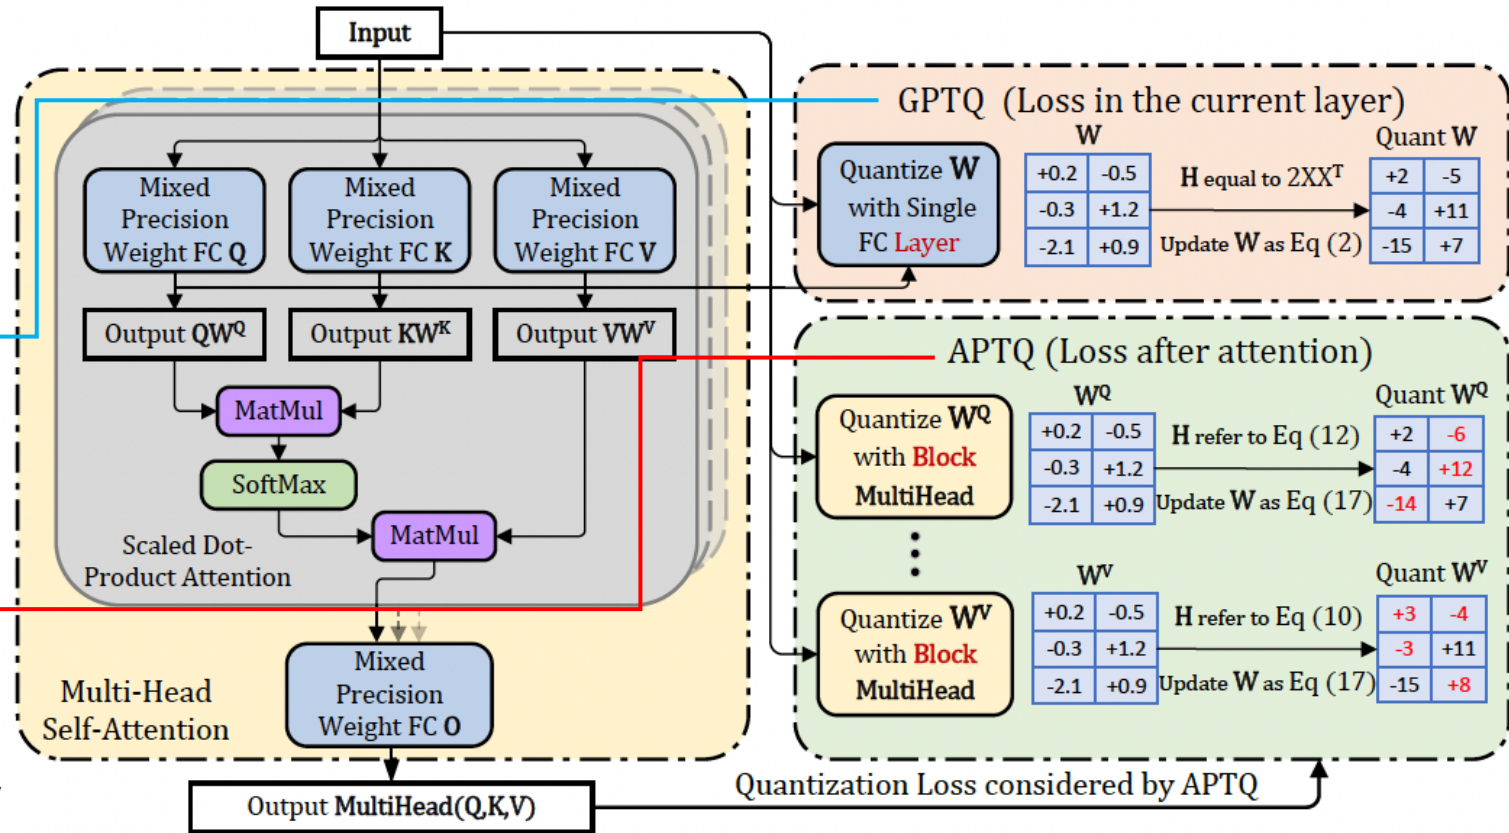 Input
Mixed
Precision
Weight FC Q
Mixed
Precision
Weight FC K
Mixed
Precision
Weight FC V
Output QW^Q
Output KW^K
Output VW^V
MatMul
SoftMax
MatMul
Scaled Dot-
Product Attention
Mixed
Precision
Weight FC O
Multi-Head
Self-Attention
Output MultiHead(Q,K,V)
GPTQ (Loss in the current layer)
Quantize W
with Single
FC Layer
W
+0.2 -0.5
-0.3 +1.2
-2.1 +0.9
H equal to 2XX^T
Update W as Eq (2)
Quant W
+2 -5
-4 +11
-15 +7
APTQ (Loss after attention)
Quantize W^Q
with Block
MultiHead
W^Q
+0.2 -0.5
-0.3 +1.2
-2.1 +0.9
H refer to Eq (12)
Update W as Eq (17)
Quant W^Q
+2 -6
-4 +12
-14 +7
Quantize W^V
with Block
MultiHead
W^V
+0.2 -0.5
-0.3 +1.2
-2.1 +0.9
H refer to Eq (10)
Update W as Eq (17)
Quant W^V
+3 -4
-3 +11
-15 +8
Quantization Loss considered by APTQ